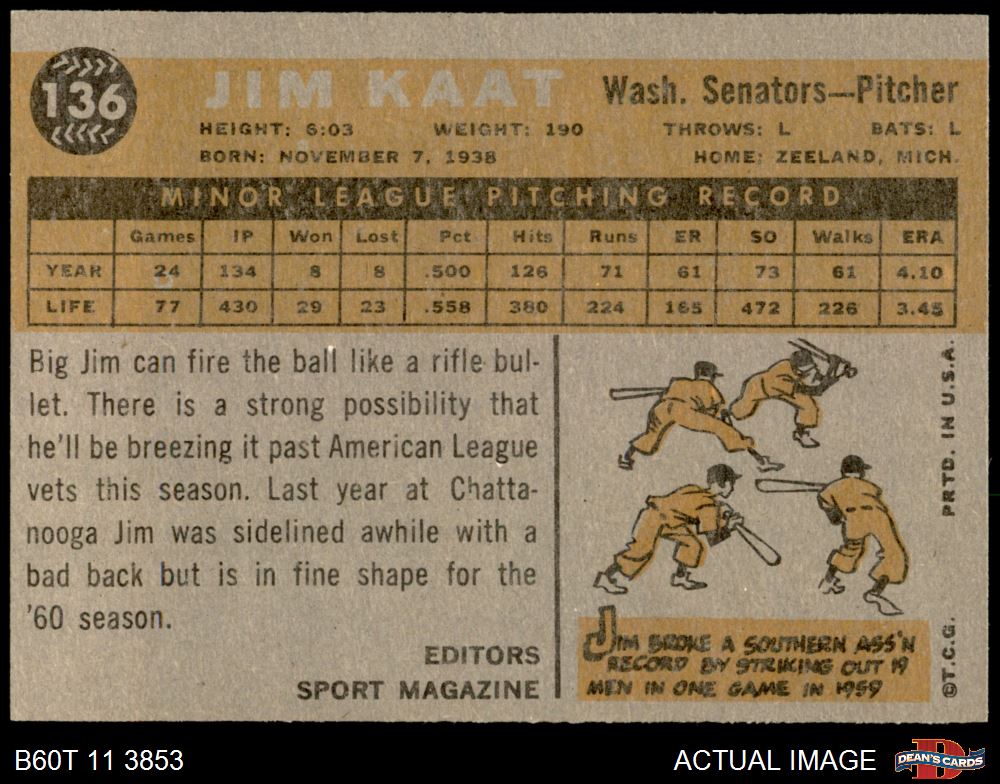 136
JIM KAAT
Wash. Senators—Pitcher
HEIGHT: 6:03 WEIGHT: 190 THROWS: L BATS: L
BORN: NOVEMBER 7, 1938 HOME: ZEELAND, MICH.
MINOR LEAGUE PITCHING RECORD
Games IP Won Lost Pct Hits Runs ER SO Walks ERA
YEAR 24 134 8 8 .500 126 71 61 73 61 4.10
LIFE 77 430 29 23 .558 380 224 165 472 226 3.45
Big Jim can fire the ball like a rifle bul-
let. There is a strong possibility that
he'll be breezing it past American League
vets this season. Last year at Chatta-
nooga Jim was sidelined awhile with a
bad back but is in fine shape for the
'60 season.
EDITORS
SPORT MAGAZINE
JIM BROKE A SOUTHERN ASS'N
RECORD BY STRIKING OUT 19
MEN IN ONE GAME IN 1959
©T.C.G. PRTD. IN U.S.A.
B60T 11 3853
ACTUAL IMAGE
D
DEAN'S CARDS